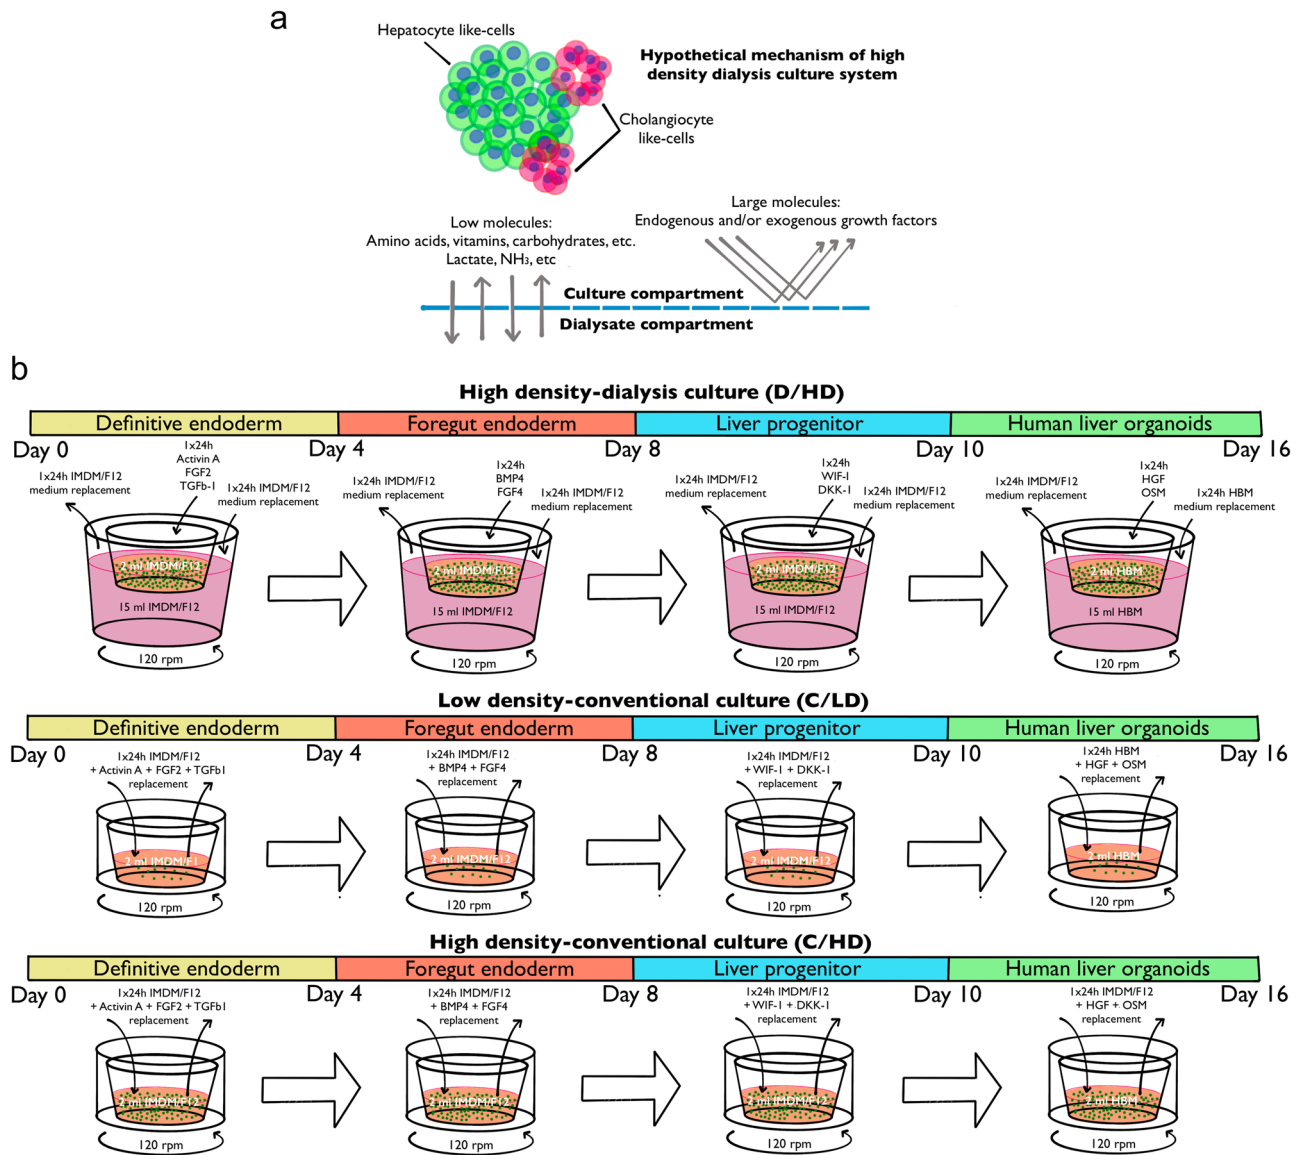 a
Hepatocyte like-cells
Hypothetical mechanism of high
density dialysis culture system
Cholangiocyte
like-cells
Large molecules:
Endogenous and/or exogenous growth factors
Low molecules:
Amino acids, vitamins, carbohydrates, etc.
Lactate, NH₃, etc
Culture compartment
Dialysate compartment
b
High density-dialysis culture (D/HD)
Definitive endoderm Foregut endoderm Liver progenitor Human liver organoids
Day 0 Day 4 Day 8 Day 10 Day 16
1x24h IMDM/F12
medium replacement
1x24h
Activin A
FGF2
TGFb-1
1x24h IMDM/F12
medium replacement
2 ml IMDM/F12
15 ml IMDM/F12
120 rpm
1x24h IMDM/F12
medium replacement
1x24h
BMP4
FGF4
1x24h IMDM/F12
medium replacement
2 ml IMDM/F12
15 ml IMDM/F12
120 rpm
1x24h IMDM/F12
medium replacement
1x24h
WIF-1
DKK-1
1x24h IMDM/F12
medium replacement
2 ml IMDM/F12
15 ml IMDM/F12
120 rpm
1x24h IMDM/F12
medium replacement
1x24h
HGF
OSM
1x24h HBM
medium replacement
2 ml HBM
15 ml HBM
120 rpm
Low density-conventional culture (C/LD)
Definitive endoderm Foregut endoderm Liver progenitor Human liver organoids
Day 0 Day 4 Day 8 Day 10 Day 16
1x24h IMDM/F12
+ Activin A + FGF2 + TGFb1
replacement
2 ml IMDM/F1
120 rpm
1x24h IMDM/F12
+ BMP4 + FGF4
replacement
2 ml IMDM/F12
120 rpm
1x24h IMDM/F12
+ WIF-1 + DKK-1
replacement
2 ml IMDM/F12
120 rpm
1x24h HBM
+ HGF + OSM
replacement
2 ml HBM
120 rpm
High density-conventional culture (C/HD)
Definitive endoderm Foregut endoderm Liver progenitor Human liver organoids
Day 0 Day 4 Day 8 Day 10 Day 16
1x24h IMDM/F12
+ Activin A + FGF2 + TGFb1
replacement
2 ml IMDM/F12
120 rpm
1x24h IMDM/F12
+ BMP4 + FGF4
replacement
2 ml IMDM/F12
120 rpm
1x24h IMDM/F12
+ WIF-1 + DKK-1
replacement
2 ml IMDM/F12
120 rpm
1x24h IMDM/F12
+ HGF + OSM
replacement
2 ml HBM
120 rpm